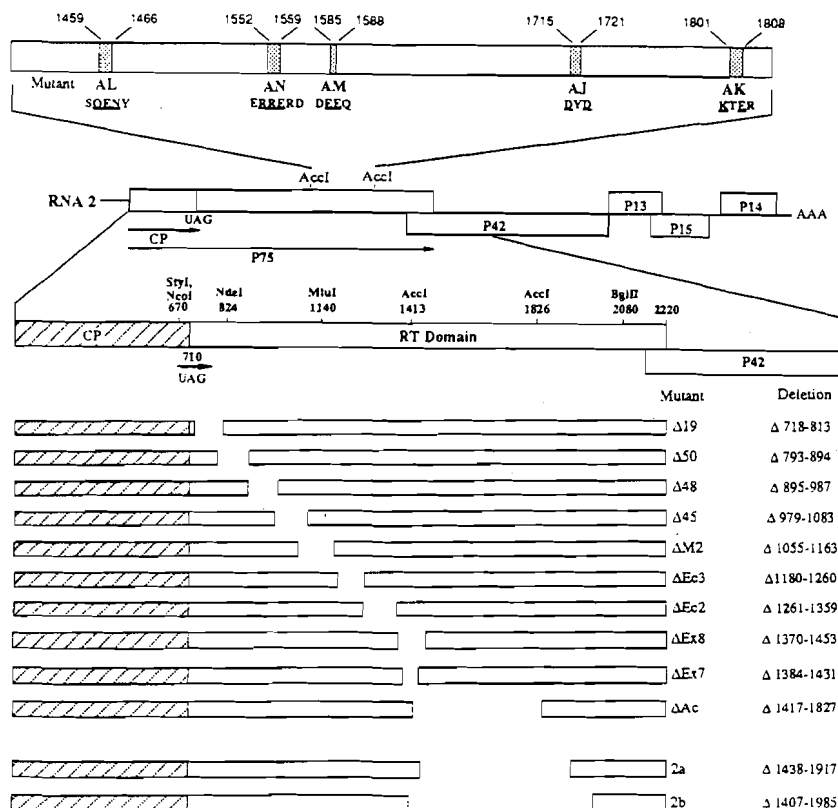 1459 1466 1552 1559 1585 1588 1715 1721 1801 1808
Mutant AL AN AM AJ AK
SQENY ERRERD DEEQ DYD KTER
AccI AccI
RNA 2 UAG P42 P13 P15 P14 AAA
CP
P75
StyI,
NcoI NdeI MluI AccI AccI BglII
670 824 1140 1413 1826 2080 2220
CP RT Domain
710 P42
UAG
Mutant Deletion
Δ19 Δ 718-813
Δ50 Δ 793-894
Δ48 Δ 895-987
Δ45 Δ 979-1083
ΔM2 Δ 1055-1163
ΔEc3 Δ1180-1260
ΔEc2 Δ 1261-1359
ΔEx8 Δ 1370-1453
ΔEx7 Δ 1384-1431
ΔAc Δ 1417-1827
2a Δ 1438-1917
2b Δ 1407-1985